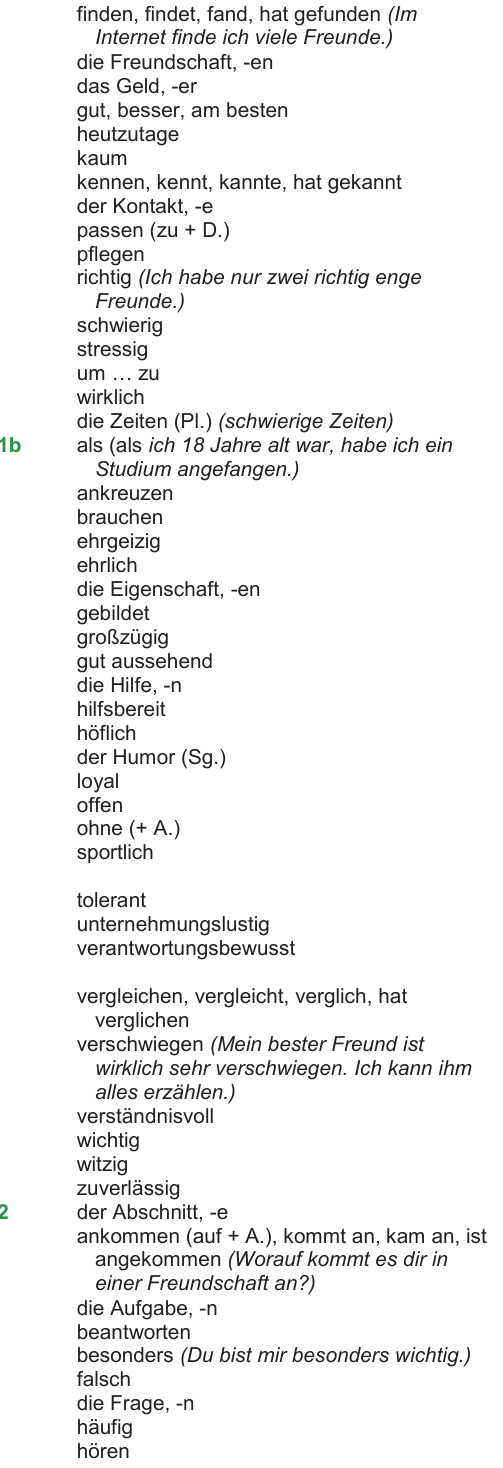 finden, findet, fand, hat gefunden (Im
Internet finde ich viele Freunde.)
die Freundschaft, -en
das Geld, -er
gut, besser, am besten
heutzutage
kaum
kennen, kennt, kannte, hat gekannt
der Kontakt, -e
passen (zu + D.)
pflegen
richtig (Ich habe nur zwei richtig enge
Freunde.)
schwierig
stressig
um … zu
wirklich
die Zeiten (Pl.) (schwierige Zeiten)
1b als (als ich 18 Jahre alt war, habe ich ein
Studium angefangen.)
ankreuzen
brauchen
ehrgeizig
ehrlich
die Eigenschaft, -en
gebildet
großzügig
gut aussehend
die Hilfe, -n
hilfsbereit
höflich
der Humor (Sg.)
loyal
offen
ohne (+ A.)
sportlich
tolerant
unternehmungslustig
verantwortungsbewusst
vergleichen, vergleicht, verglich, hat
verglichen
verschwiegen (Mein bester Freund ist
wirklich sehr verschwiegen. Ich kann ihm
alles erzählen.)
verständnisvoll
wichtig
witzig
zuverlässig
2 der Abschnitt, -e
ankommen (auf + A.), kommt an, kam an, ist
angekommen (Worauf kommt es dir in
einer Freundschaft an?)
die Aufgabe, -n
beantworten
besonders (Du bist mir besonders wichtig.)
falsch
die Frage, -n
häufig
hören